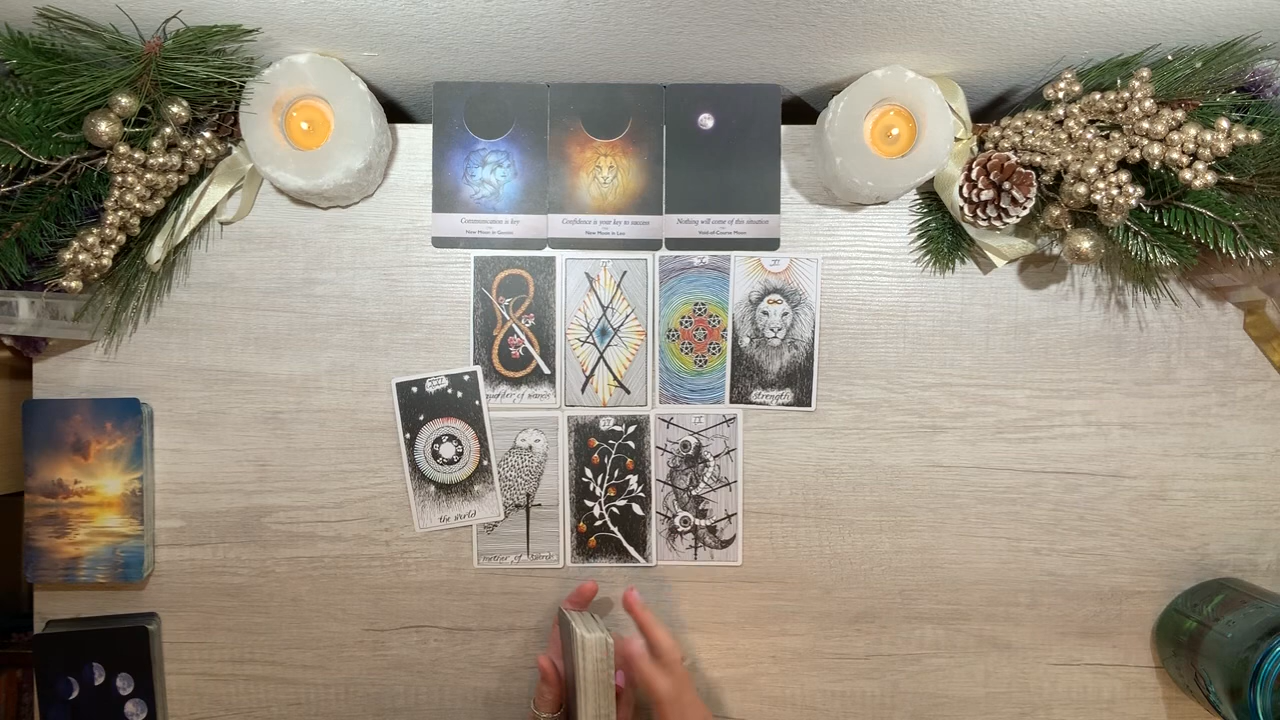 Communication is key
New Moon in Gemini
Confidence is your key to success
New Moon in Leo
Nothing will come of this situation
Void-of-Course Moon
of wands
X
strength
XXI
the world
mother of swords